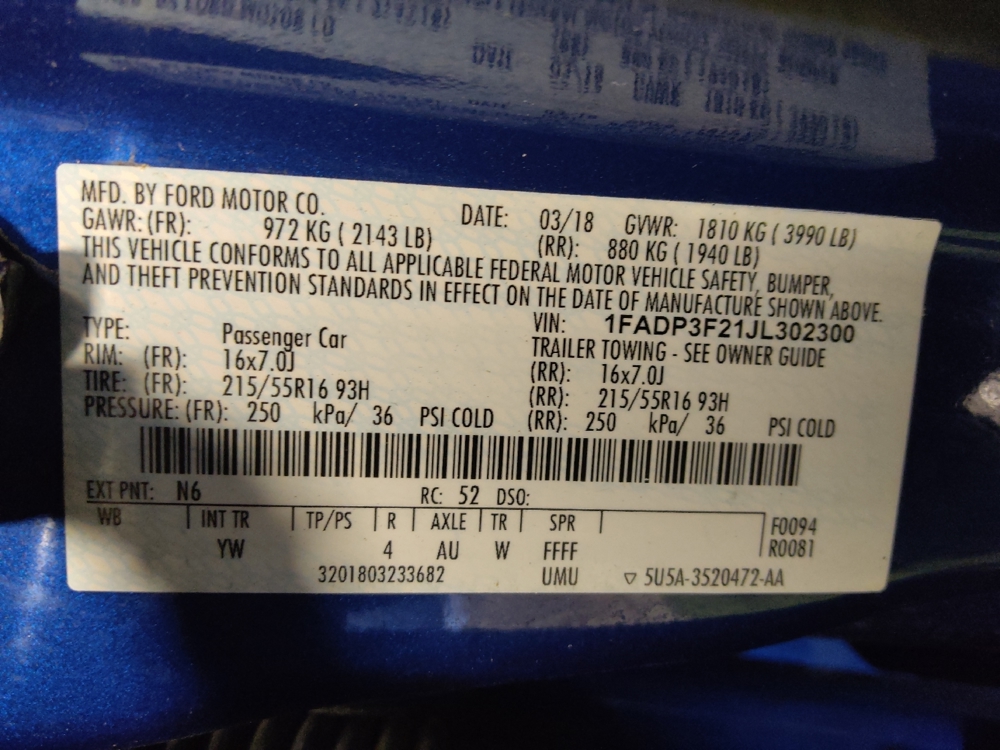 MFD. BY FORD MOTOR CO. DATE: 03/18 GVWR: 1810 KG ( 3990 LB)
GAWR: (FR): 972 KG ( 2143 LB) (RR): 880 KG ( 1940 LB)
THIS VEHICLE CONFORMS TO ALL APPLICABLE FEDERAL MOTOR VEHICLE SAFETY, BUMPER,
AND THEFT PREVENTION STANDARDS IN EFFECT ON THE DATE OF MANUFACTURE SHOWN ABOVE.
VIN: 1FADP3F21JL302300
TYPE: Passenger Car TRAILER TOWING - SEE OWNER GUIDE
RIM: (FR): 16x7.0J (RR): 16x7.0J
TIRE: (FR): 215/55R16 93H (RR): 215/55R16 93H
PRESSURE: (FR): 250 kPa/ 36 PSI COLD (RR): 250 kPa/ 36 PSI COLD
EXT PNT: N6 RC: 52 DSO:
WB INT TR TP/PS R AXLE TR SPR F0094
YW 4 AU W FFFF R0081
3201803233682 UMU ▽ 5U5A-3520472-AA